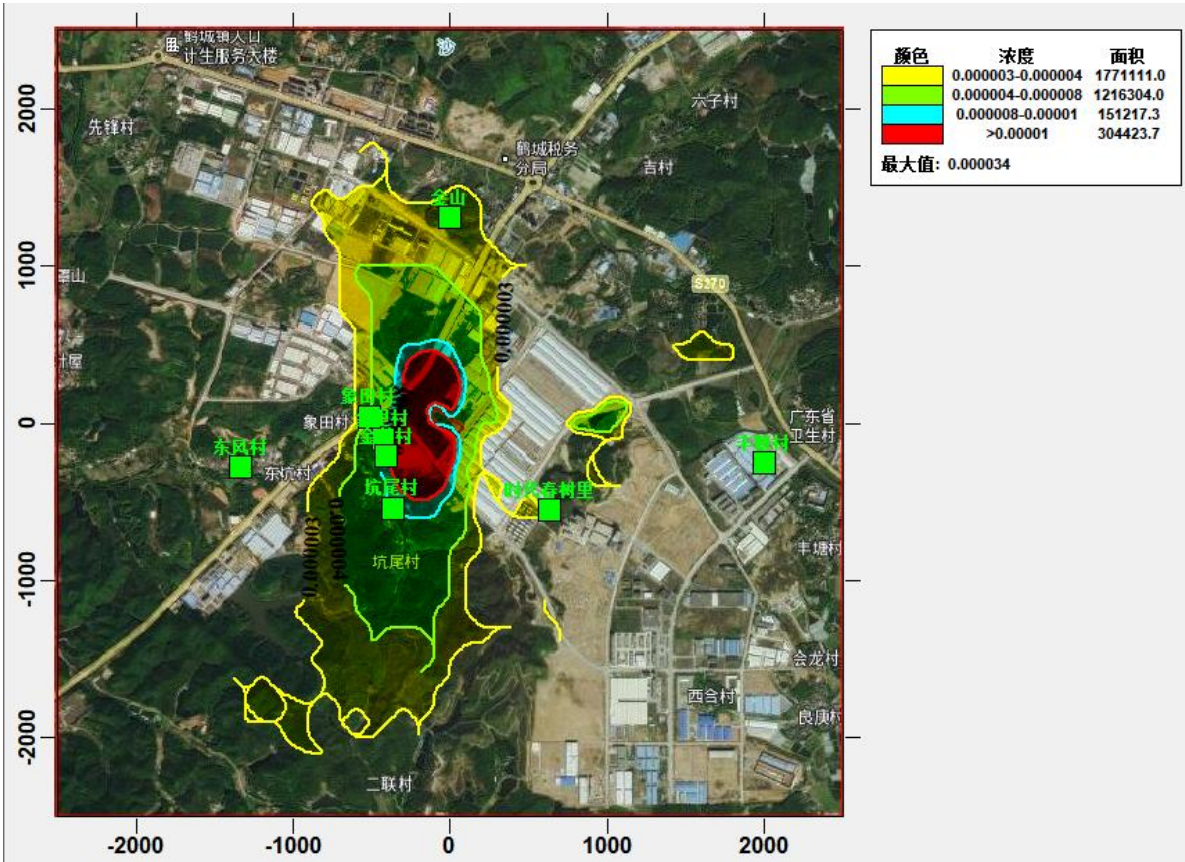 鹤城镇人口
计生服务大楼
沙
六子村
先锋村
鹤城税务
分局
吉村
金山
S270
0.000003
象田村
象田村
金岗村
东风村
东坑村
坑尾村
时代春树里
广东省
卫生村
0.000003
坑尾村
丰塘村
会龙村
西合村
良庚村
二联村
2000
1000
0
-1000
-2000
-2000
-1000
0
1000
2000
颜色 浓度 面积
0.000003-0.000004 1771111.0
0.000004-0.000008 1216304.0
0.000008-0.00001 151217.3
>0.00001 304423.7
最大值: 0.000034